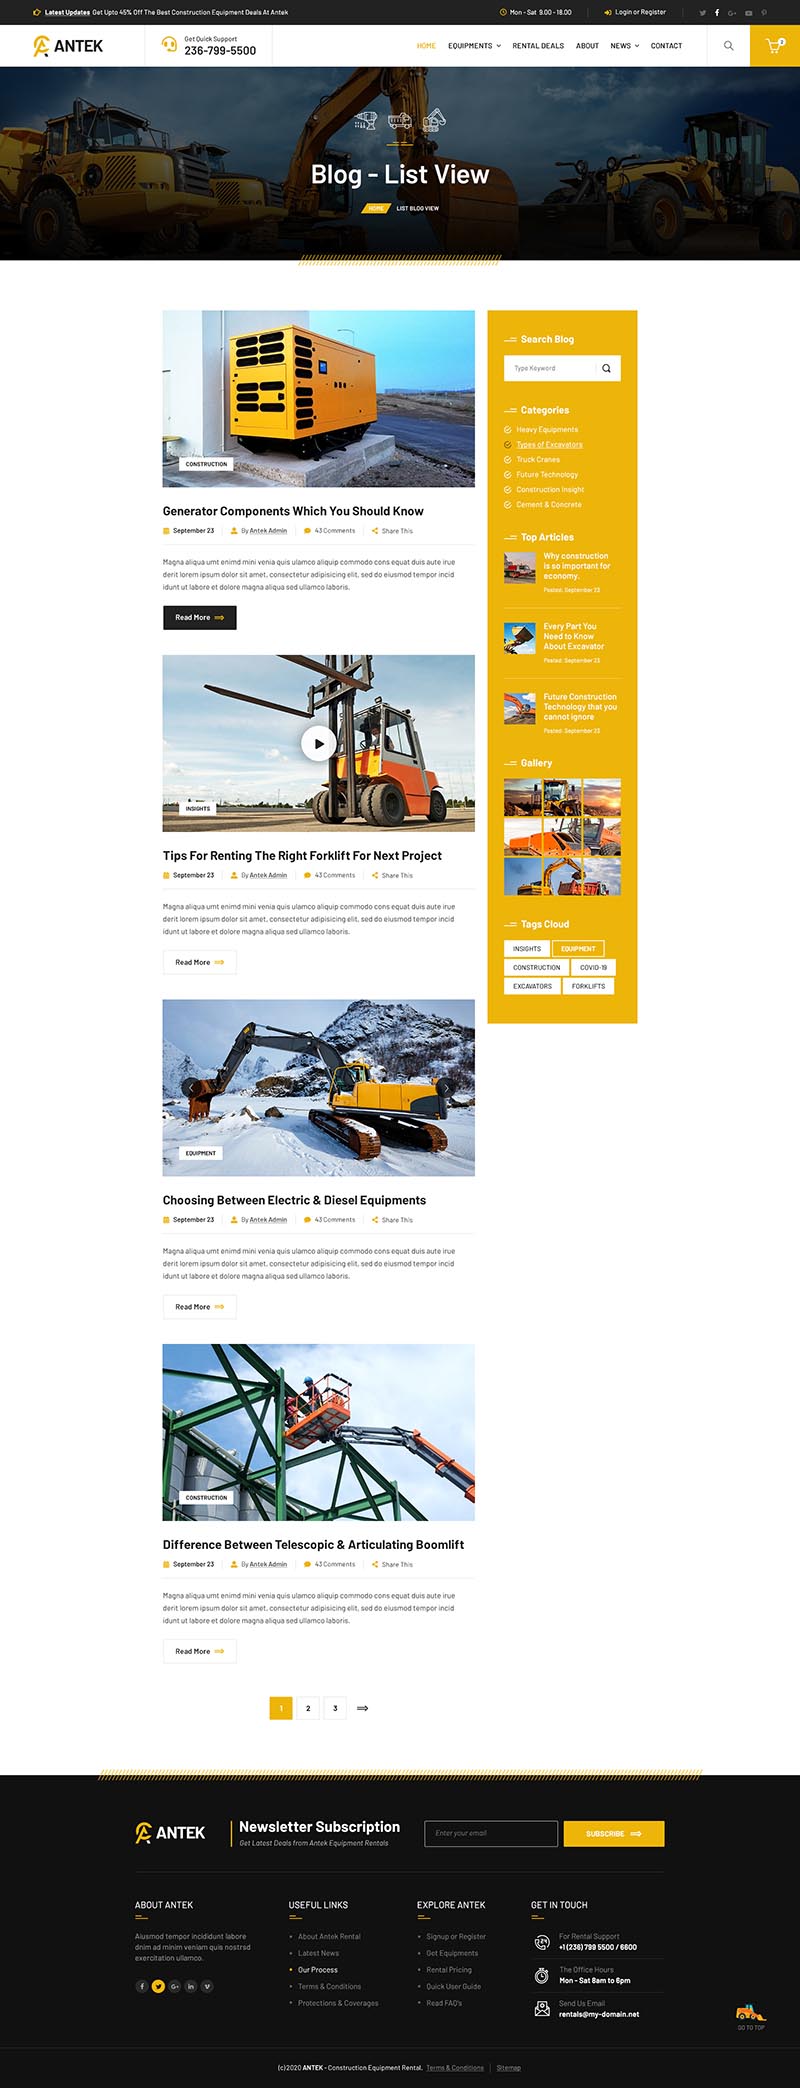 Latest Updates Get Upto 45% Off The Best Construction Equipment Deals At Antek
Mon - Sat 9.00 - 18.00
Login or Register
ANTEK
Get Quick Support
236-799-5500
HOME
EQUIPMENTS
RENTAL DEALS
ABOUT
NEWS
CONTACT
Blog - List View
HOME
LIST BLOG VIEW
CONSTRUCTION
Generator Components Which You Should Know
September 23
By Antek Admin
43 Comments
Share This
Magna aliqua umt enimd mini venia quis ulamco aliquip commodo cons equat duis aute irue
derit lorem ipsum dolor sit amet, consectetur adipisicing elit, sed do eiusmod tempor incid
idunt ut labore et dolore magna aliqua sed ullamco laboris.
Read More
INSIGHTS
Tips For Renting The Right Forklift For Next Project
September 23
By Antek Admin
43 Comments
Share This
Magna aliqua umt enimd mini venia quis ulamco aliquip commodo cons equat duis aute irue
derit lorem ipsum dolor sit amet, consectetur adipisicing elit, sed do eiusmod tempor incid
idunt ut labore et dolore magna aliqua sed ullamco laboris.
Read More
EQUIPMENT
Choosing Between Electric & Diesel Equipments
September 23
By Antek Admin
43 Comments
Share This
Magna aliqua umt enimd mini venia quis ulamco aliquip commodo cons equat duis aute irue
derit lorem ipsum dolor sit amet, consectetur adipisicing elit, sed do eiusmod tempor incid
idunt ut labore et dolore magna aliqua sed ullamco laboris.
Read More
CONSTRUCTION
Difference Between Telescopic & Articulating Boomlift
September 23
By Antek Admin
43 Comments
Share This
Magna aliqua umt enimd mini venia quis ulamco aliquip commodo cons equat duis aute irue
derit lorem ipsum dolor sit amet, consectetur adipisicing elit, sed do eiusmod tempor incid
idunt ut labore et dolore magna aliqua sed ullamco laboris.
Read More
1
2
3
Search Blog
Type Keyword
Categories
Heavy Equipments
Types of Excavators
Truck Cranes
Future Technology
Construction Insight
Cement & Concrete
Top Articles
Why construction
is so important for
economy.
Posted: September 23
Every Part You
Need to Know
About Excavator
Posted: September 23
Future Construction
Technology that you
cannot ignore
Posted: September 23
Gallery
Tags Cloud
INSIGHTS
EQUIPMENT
CONSTRUCTION
COVID-19
EXCAVATORS
FORKLIFTS
ANTEK
Newsletter Subscription
Get Latest Deals from Antek Equipment Rentals
Enter your email
SUBSCRIBE
ABOUT ANTEK
Aiusmod tempor incididunt labore
dnim ad minim veniam quis nostrsd
exercitation ullamco.
USEFUL LINKS
About Antek Rental
Latest News
Our Process
Terms & Conditions
Protections & Coverages
EXPLORE ANTEK
Signup or Register
Get Equipments
Rental Pricing
Quick User Guide
Read FAQ's
GET IN TOUCH
For Rental Support
+1 (236) 799 5500 / 6600
The Office Hours
Mon - Sat 8am to 6pm
Send Us Email
rentals@my-domain.net
GO TO TOP
(c) 2020 ANTEK - Construction Equipment Rental. Terms & Conditions | Sitemap